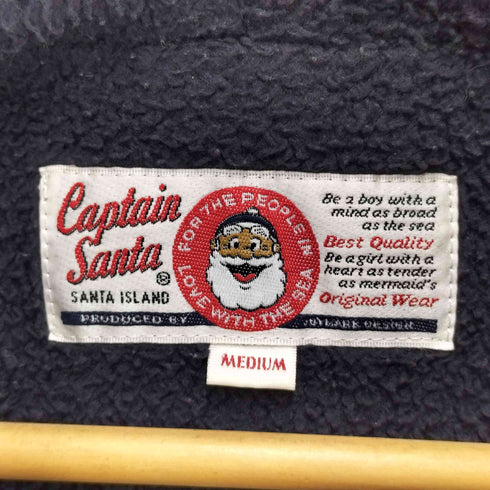 Captain
Santa®
SANTA ISLAND
FOR THE PEOPLE IN
LOVE WITH THE SEA
Be a boy with a
mind as broad
as the sea
Best Quality
Be a girl with a
heart as tender
as mermaid's
Original Wear
PRODUCED BY
DESIGN
MEDIUM